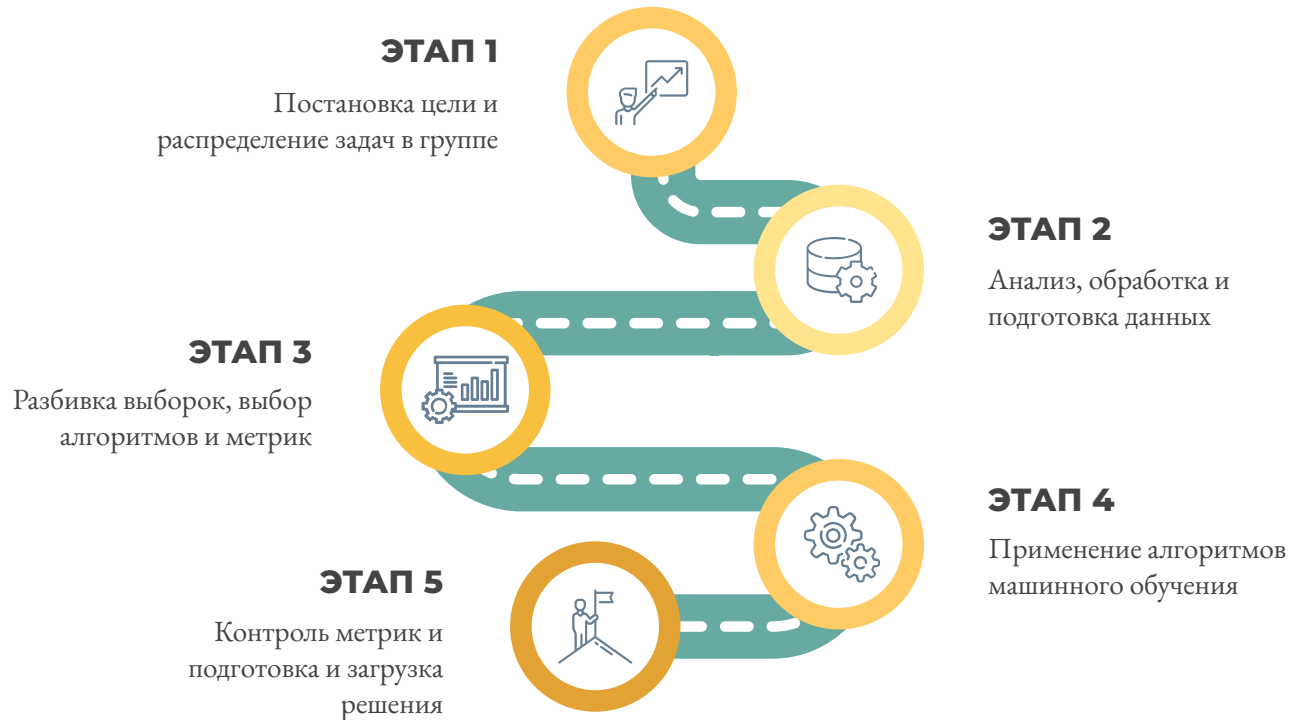 ЭТАП 1
Постановка цели и
распределение задач в группе
ЭТАП 2
Анализ, обработка и
подготовка данных
ЭТАП 3
Разбивка выборок, выбор
алгоритмов и метрик
ЭТАП 4
Применение алгоритмов
машинного обучения
ЭТАП 5
Контроль метрик и
подготовка и загрузка
решения